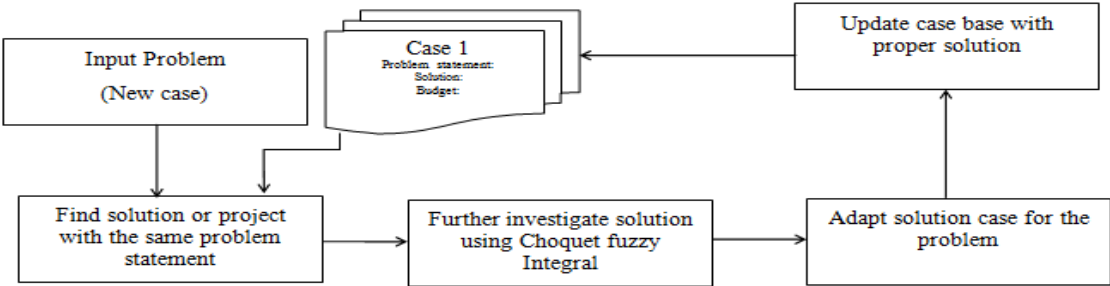 Input Problem
(New case)
Case 1
Problem statement:
Solution:
Budget:
Update case base with
proper solution
Find solution or project
with the same problem
statement
Further investigate solution
using Choquet fuzzy
Integral
Adapt solution case for the
problem